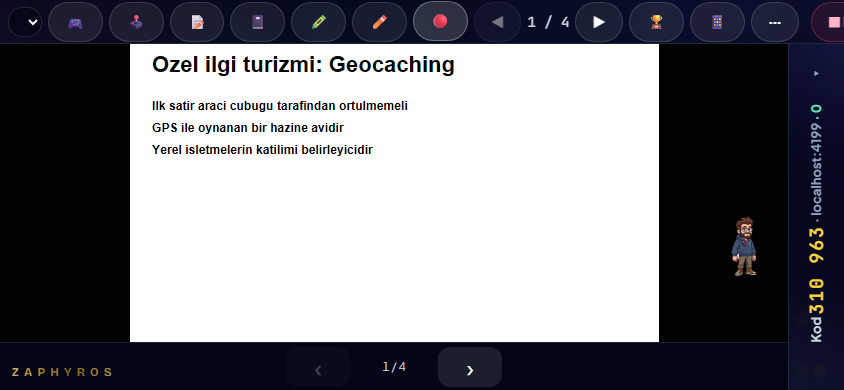 1 / 4
Ozel ilgi turizmi: Geocaching
Ilk satir araci cubugu tarafindan ortulmemeli
GPS ile oynanan bir hazine avidir
Yerel isletmelerin katilimi belirleyicidir
Kod 310 963 · localhost:4199 · 0
ZAPHYROS
1/4